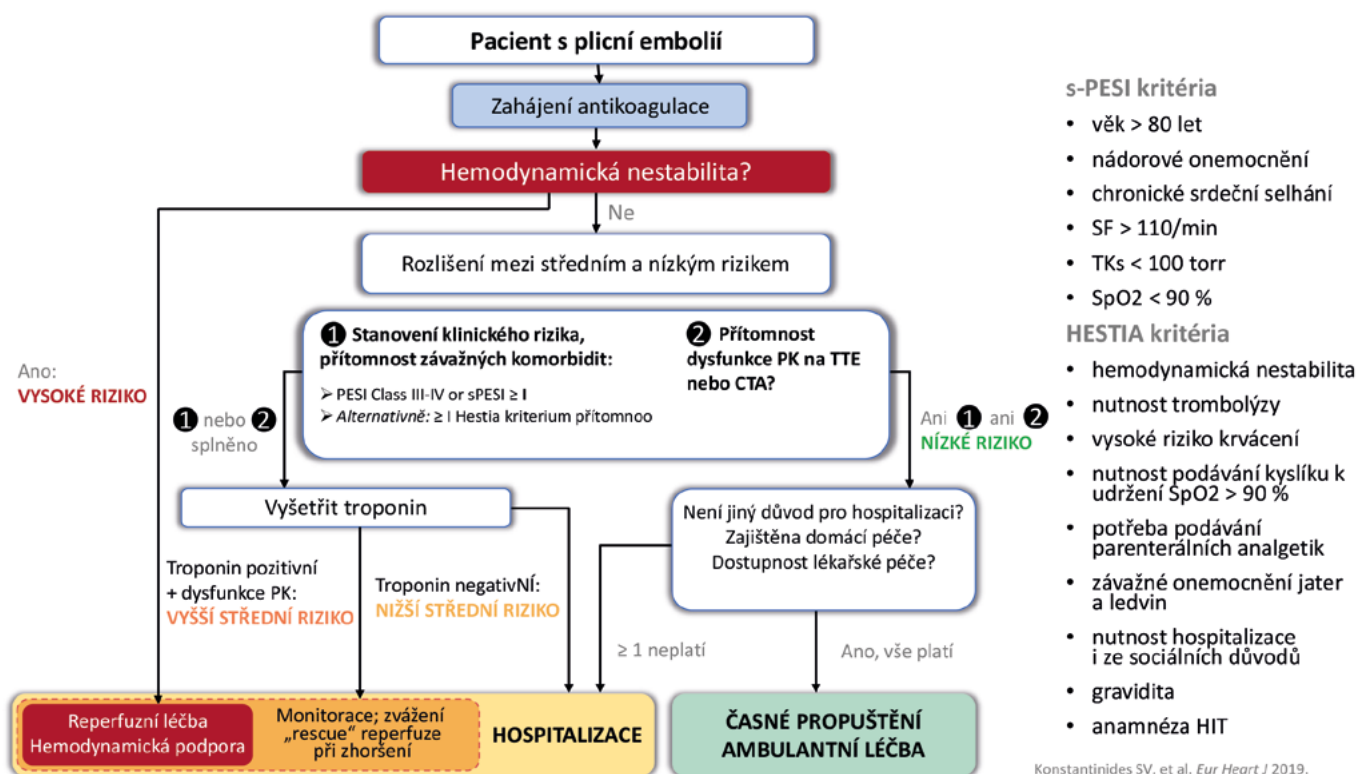 Pacient s plicní embolií
Zahájení antikoagulace
Hemodynamická nestabilita?
Ne
Rozlišení mezi středním a nízkým rizikem
Ano:
VYSOKÉ RIZIKO
❶ Stanovení klinického rizika,
přítomnost závažných komorbidit:
➢ PESI Class III-IV or sPESI ≥ I
➢ Alternativně: ≥ I Hestia kriterium přítomnoo
❷ Přítomnost
dysfunkce PK na TTE
nebo CTA?
❶ nebo ❷
splněno
Ani ❶ ani ❷
NÍZKÉ RIZIKO
Vyšetřit troponin
Není jiný důvod pro hospitalizaci?
Zajištěna domácí péče?
Dostupnost lékařské péče?
Troponin pozitivní
+ dysfunkce PK:
VYŠŠÍ STŘEDNÍ RIZIKO
Troponin negativNÍ:
NIŽŠÍ STŘEDNÍ RIZIKO
≥ 1 neplatí
Ano, vše platí
Reperfuzní léčba
Hemodynamická podpora
Monitorace; zvážení
„rescue“ reperfuze
při zhoršení
HOSPITALIZACE
ČASNÉ PROPUŠTĚNÍ
AMBULANTNÍ LÉČBA
s-PESI kritéria
• věk > 80 let
• nádorové onemocnění
• chronické srdeční selhání
• SF > 110/min
• TKs < 100 torr
• SpO2 < 90 %
HESTIA kritéria
• hemodynamická nestabilita
• nutnost trombolýzy
• vysoké riziko krvácení
• nutnost podávání kyslíku k
udržení SpO2 > 90 %
• potřeba podávání
parenterálních analgetik
• závažné onemocnění jater
a ledvin
• nutnost hospitalizace
i ze sociálních důvodů
• gravidita
• anamnéza HIT
Konstantinides SV, et al. Eur Heart J 2019.